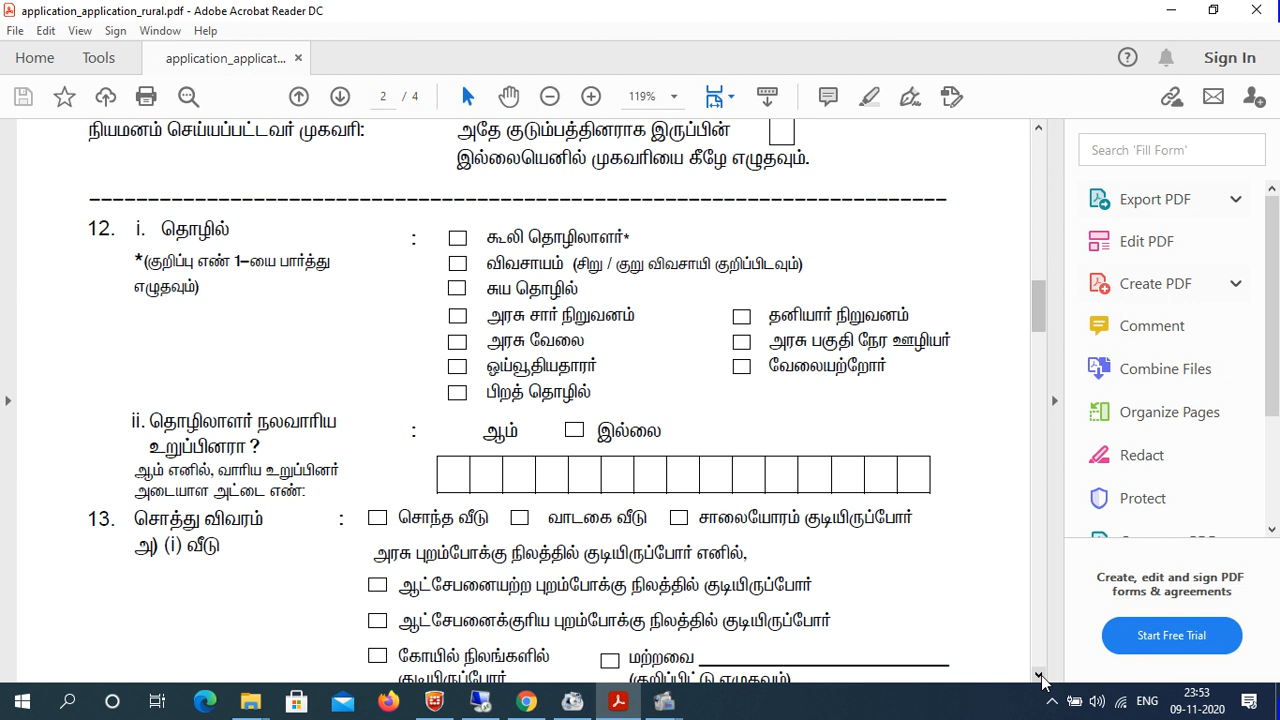 application_application_rural.pdf - Adobe Acrobat Reader DC
File Edit View Sign Window Help
Home Tools application_applicat... × Sign In
2 / 4 119%
நியமனம் செய்யப்பட்டவர் முகவரி: அதே குடும்பத்தினராக இருப்பின்
இல்லையெனில் முகவரியை கீழே எழுதவும்.
12. i. தொழில் : கூலி தொழிலாளர்*
*(குறிப்பு எண் 1-யை பார்த்து விவசாயம் (சிறு / குறு விவசாயி குறிப்பிடவும்)
எழுதவும்) சுய தொழில்
அரசு சார் நிறுவனம் தனியார் நிறுவனம்
அரசு வேலை அரசு பகுதி நேர ஊழியர்
ஒய்வூதியதாரர் வேலையற்றோர்
பிறத் தொழில்
ii. தொழிலாளர் நலவாரிய
உறுப்பினரா ? : ஆம் இல்லை
ஆம் எனில், வாரிய உறுப்பினர்
அடையாள அட்டை எண்:
13. சொத்து விவரம் : சொந்த வீடு வாடகை வீடு சாலையோரம் குடியிருப்போர்
அ) (i) வீடு
அரசு புறம்போக்கு நிலத்தில் குடியிருப்போர் எனில்,
ஆட்சேபனையற்ற புறம்போக்கு நிலத்தில் குடியிருப்போர்
ஆட்சேபனைக்குரிய புறம்போக்கு நிலத்தில் குடியிருப்போர்
கோயில் நிலங்களில் மற்றவை
குடியிருப்போர் (குறிப்பிட்டு எழுதவும்)
Search 'Fill Form'
Export PDF
Edit PDF
Create PDF
Comment
Combine Files
Organize Pages
Redact
Protect
Create, edit and sign PDF
forms & agreements
Start Free Trial
ENG 23:53
09-11-2020